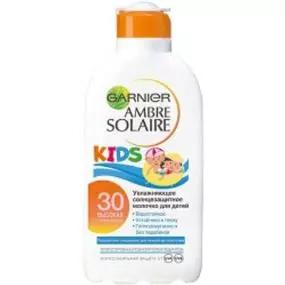 GARNIER
AMBRE
SOLAIRE
KIDS
30
ВЫСОКАЯ
Увлажняющее
солнцезащитное
молочко для детей
• Водостойкое
• Устойчиво к песку
• Гипоаллергенно и
без парабенов